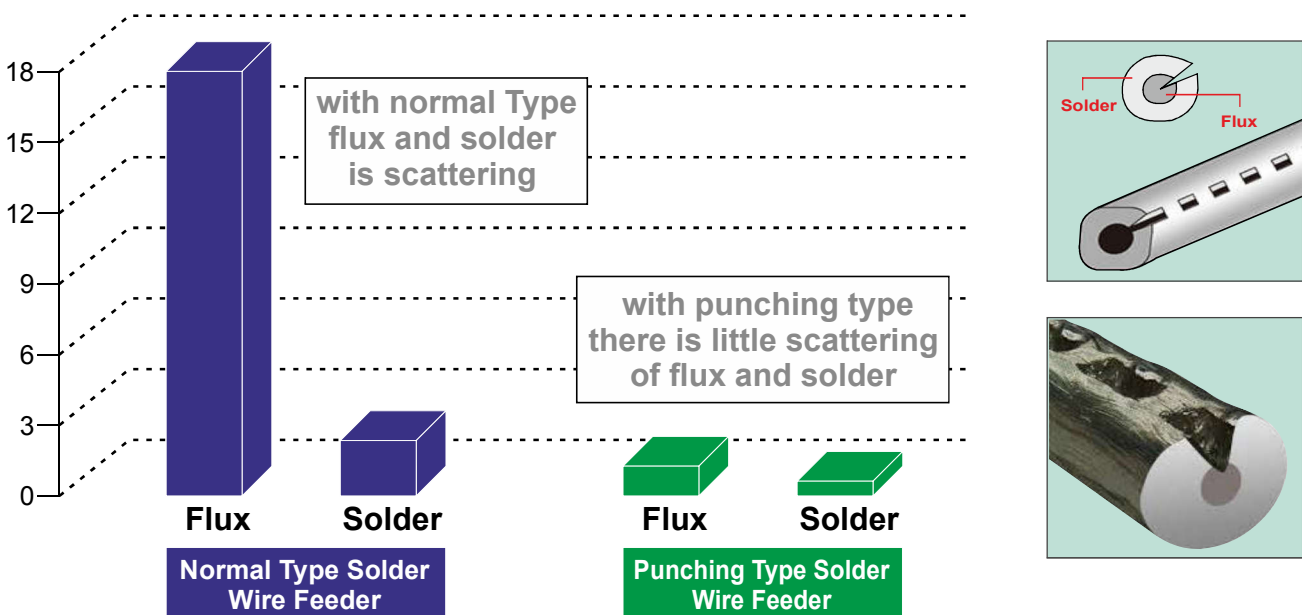 18
15
12
9
6
3
0
with normal Type
flux and solder
is scattering
with punching type
there is little scattering
of flux and solder
Flux
Solder
Flux
Solder
Normal Type Solder
Wire Feeder
Punching Type Solder
Wire Feeder
Solder
Flux